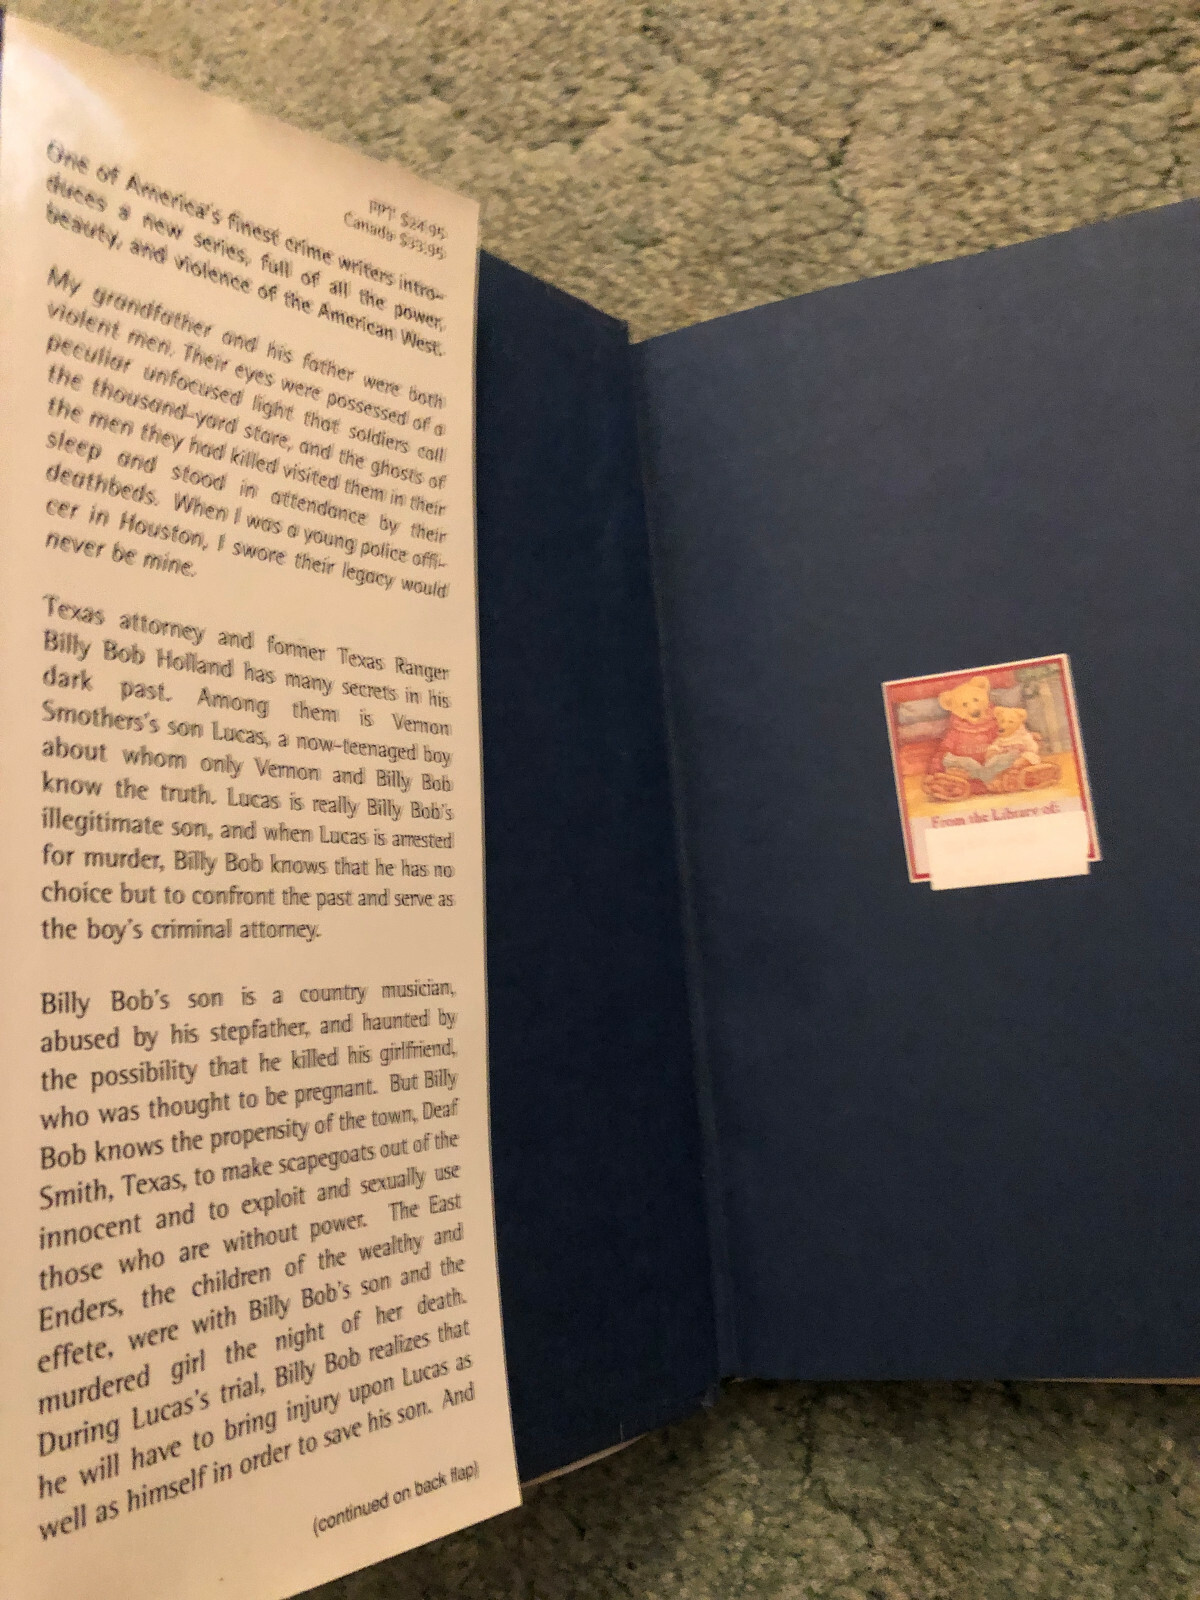 FPT $24.95
Canada $33.95
One of America's finest crime writers intro-
duces a new series, full of all the power,
beauty, and violence of the American West.
My grandfather and his father were both
violent men. Their eyes were possessed of a
peculiar unfocused light that soldiers call
the thousand-yard stare, and the ghosts of
the men they had killed visited them in their
sleep and stood in attendance by their
deathbeds. When I was a young police offi-
cer in Houston, I swore their legacy would
never be mine.
Texas attorney and former Texas Ranger
Billy Bob Holland has many secrets in his
dark past. Among them is Vernon
Smothers's son Lucas, a now-teenaged boy
about whom only Vernon and Billy Bob
know the truth. Lucas is really Billy Bob's
illegitimate son, and when Lucas is arrested
for murder, Billy Bob knows that he has no
choice but to confront the past and serve as
the boy's criminal attorney.
Billy Bob's son is a country musician,
abused by his stepfather, and haunted by
the possibility that he killed his girlfriend,
who was thought to be pregnant. But Billy
Bob knows the propensity of the town, Deaf
Smith, Texas, to make scapegoats out of the
innocent and to exploit and sexually use
those who are without power. The East
Enders, the children of the wealthy and
effete, were with Billy Bob's son and the
murdered girl the night of her death.
During Lucas's trial, Billy Bob realizes that
he will have to bring injury upon Lucas as
well as himself in order to save his son. And
(continued on back flap)
From the Library of: